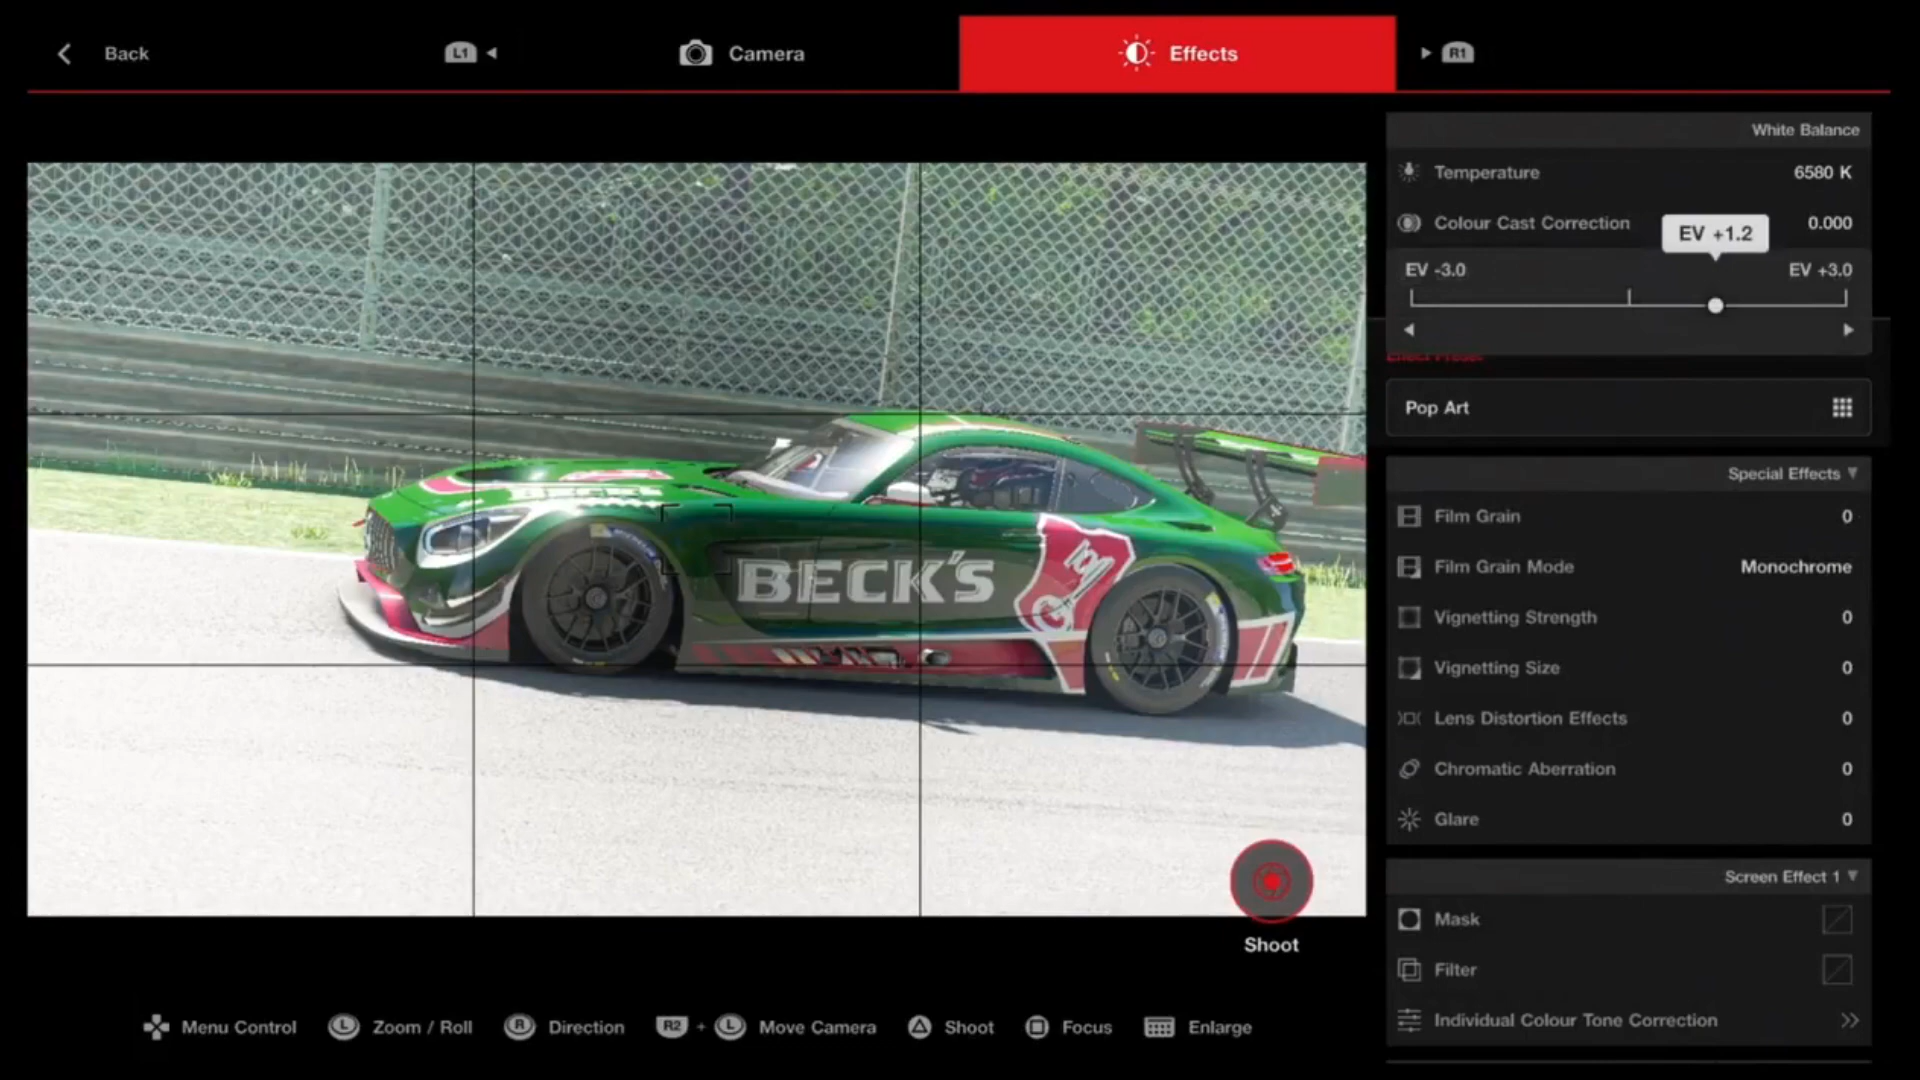 Back
L1
Camera
Effects
R1
White Balance
Temperature 6580 K
Colour Cast Correction 0.000
EV +1.2
EV -3.0 EV +3.0
Effect Preset
Pop Art
Special Effects
Film Grain 0
Film Grain Mode Monochrome
Vignetting Strength 0
Vignetting Size 0
Lens Distortion Effects 0
Chromatic Aberration 0
Glare 0
Screen Effect 1
Mask
Filter
Individual Colour Tone Correction
BECK'S
BECK'S
Shoot
Menu Control
L Zoom / Roll
R Direction
R2 + L Move Camera
Shoot
Focus
Enlarge